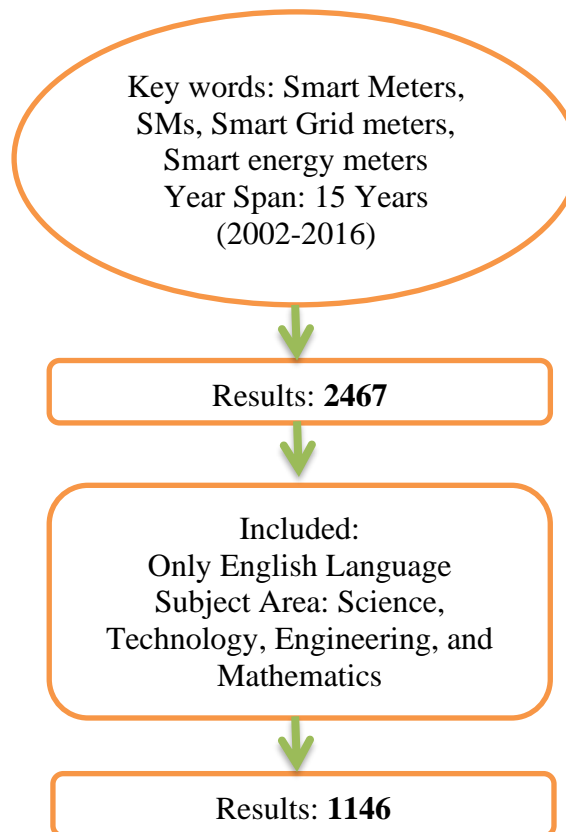 Key words: Smart Meters,
SMs, Smart Grid meters,
Smart energy meters
Year Span: 15 Years
(2002-2016)
Results: 2467
Included:
Only English Language
Subject Area: Science,
Technology, Engineering, and
Mathematics
Results: 1146